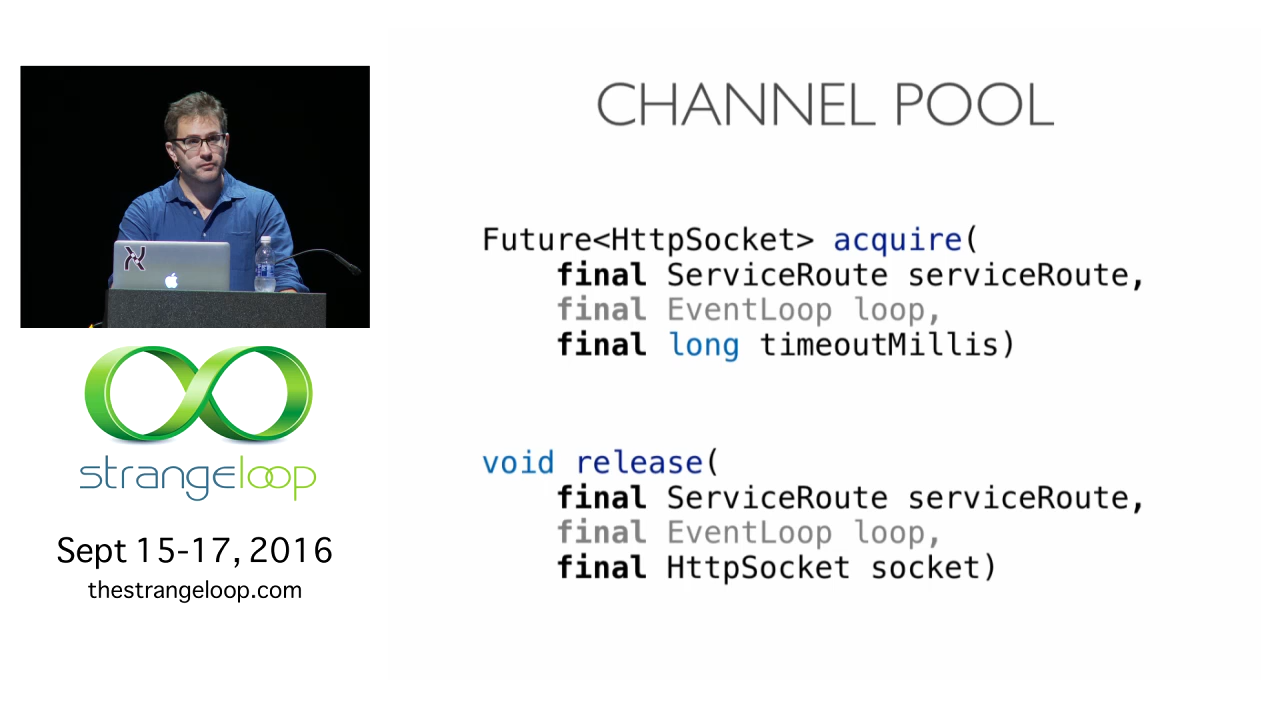 CHANNEL POOL
Future<HttpSocket> acquire(
    final ServiceRoute serviceRoute,
    final EventLoop loop,
    final long timeoutMillis)
void release(
    final ServiceRoute serviceRoute,
    final EventLoop loop,
    final HttpSocket socket)
strangeloop
Sept 15-17, 2016
thestrangeloop.com